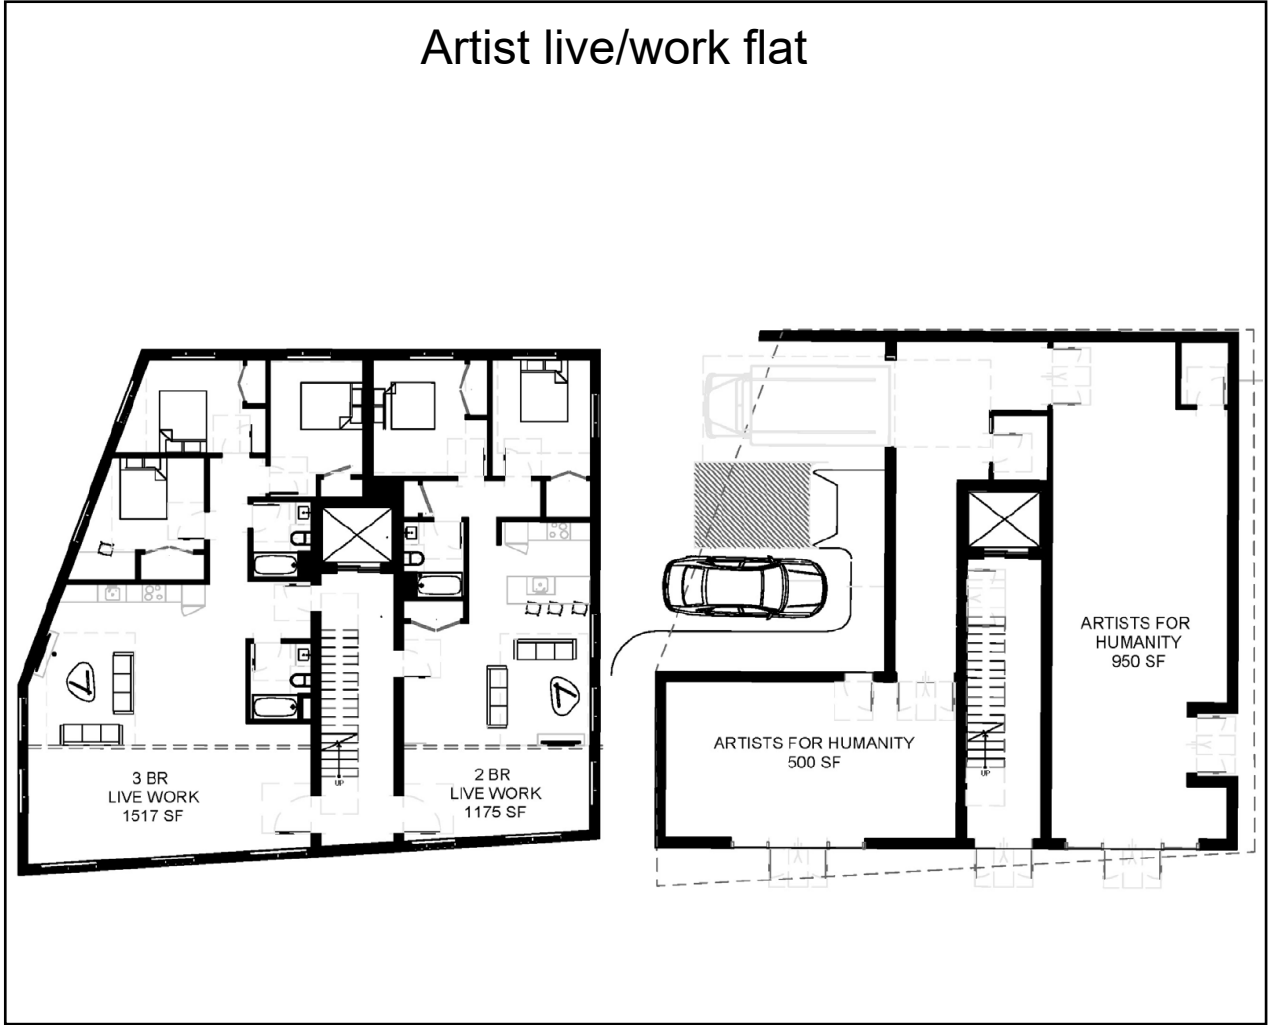 Artist live/work flat
3 BR
LIVE WORK
1517 SF
UP
2 BR
LIVE WORK
1175 SF
ARTISTS FOR HUMANITY
500 SF
UP
ARTISTS FOR
HUMANITY
950 SF